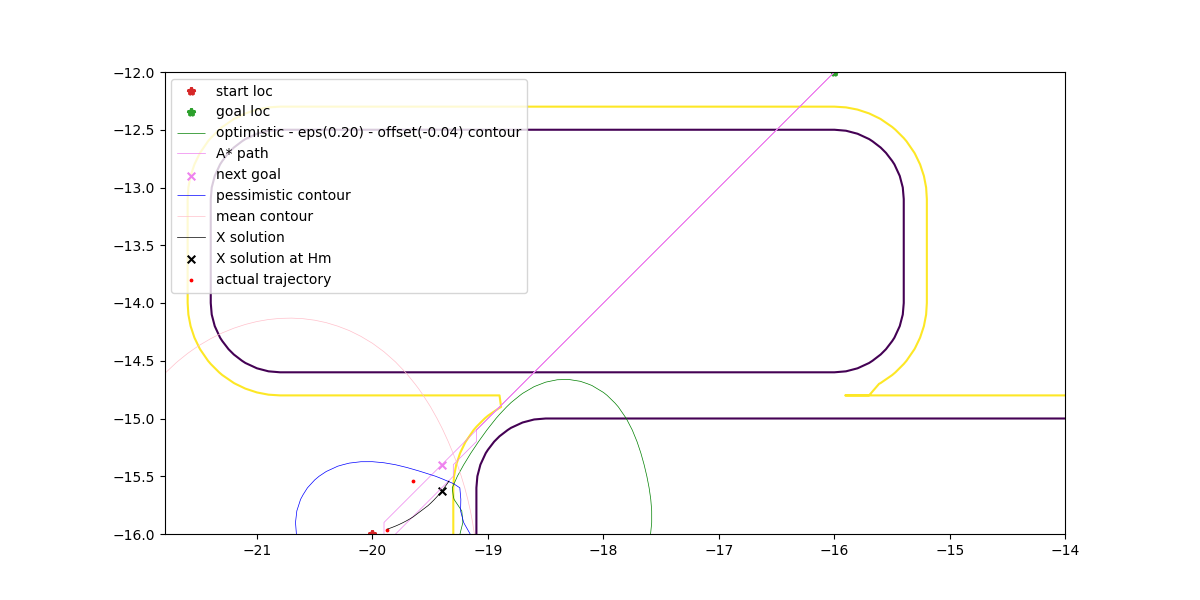 start loc
goal loc
optimistic - eps(0.20) - offset(-0.04) contour
A* path
next goal
pessimistic contour
mean contour
X solution
X solution at Hm
actual trajectory
−12.0
−12.5
−13.0
−13.5
−14.0
−14.5
−15.0
−15.5
−16.0
−21
−20
−19
−18
−17
−16
−15
−14